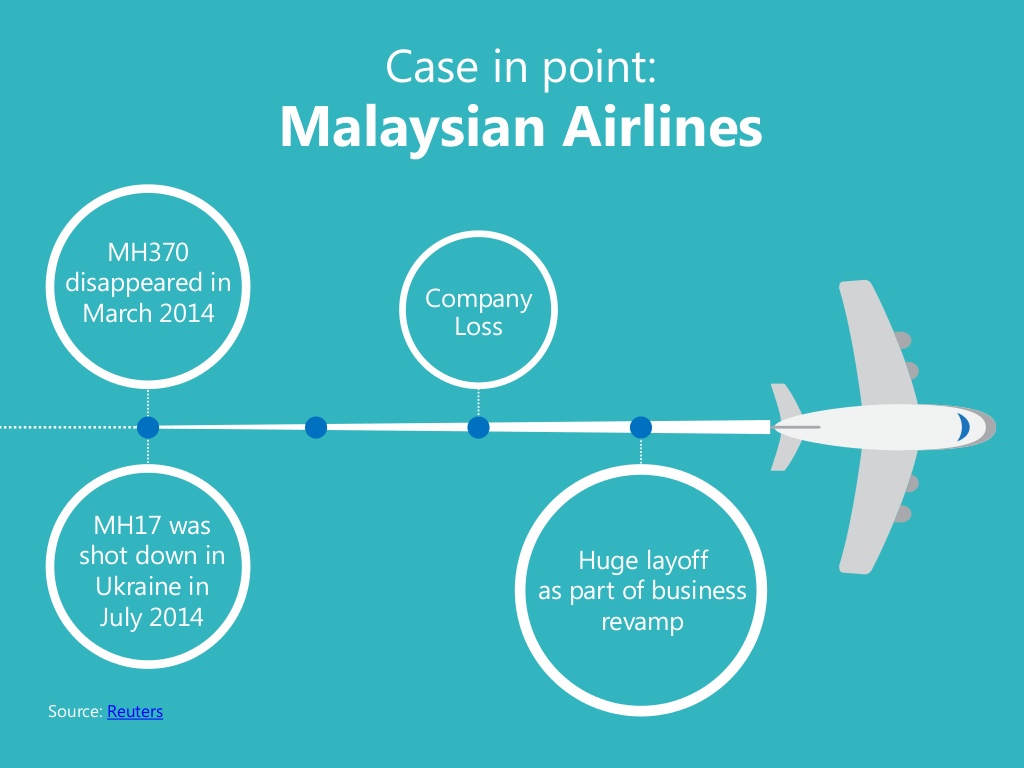 Case in point:
Malaysian Airlines
MH370
disappeared in
March 2014
Company
Loss
MH17 was
shot down in
Ukraine in
July 2014
Huge layoff
as part of business
revamp
Source: Reuters